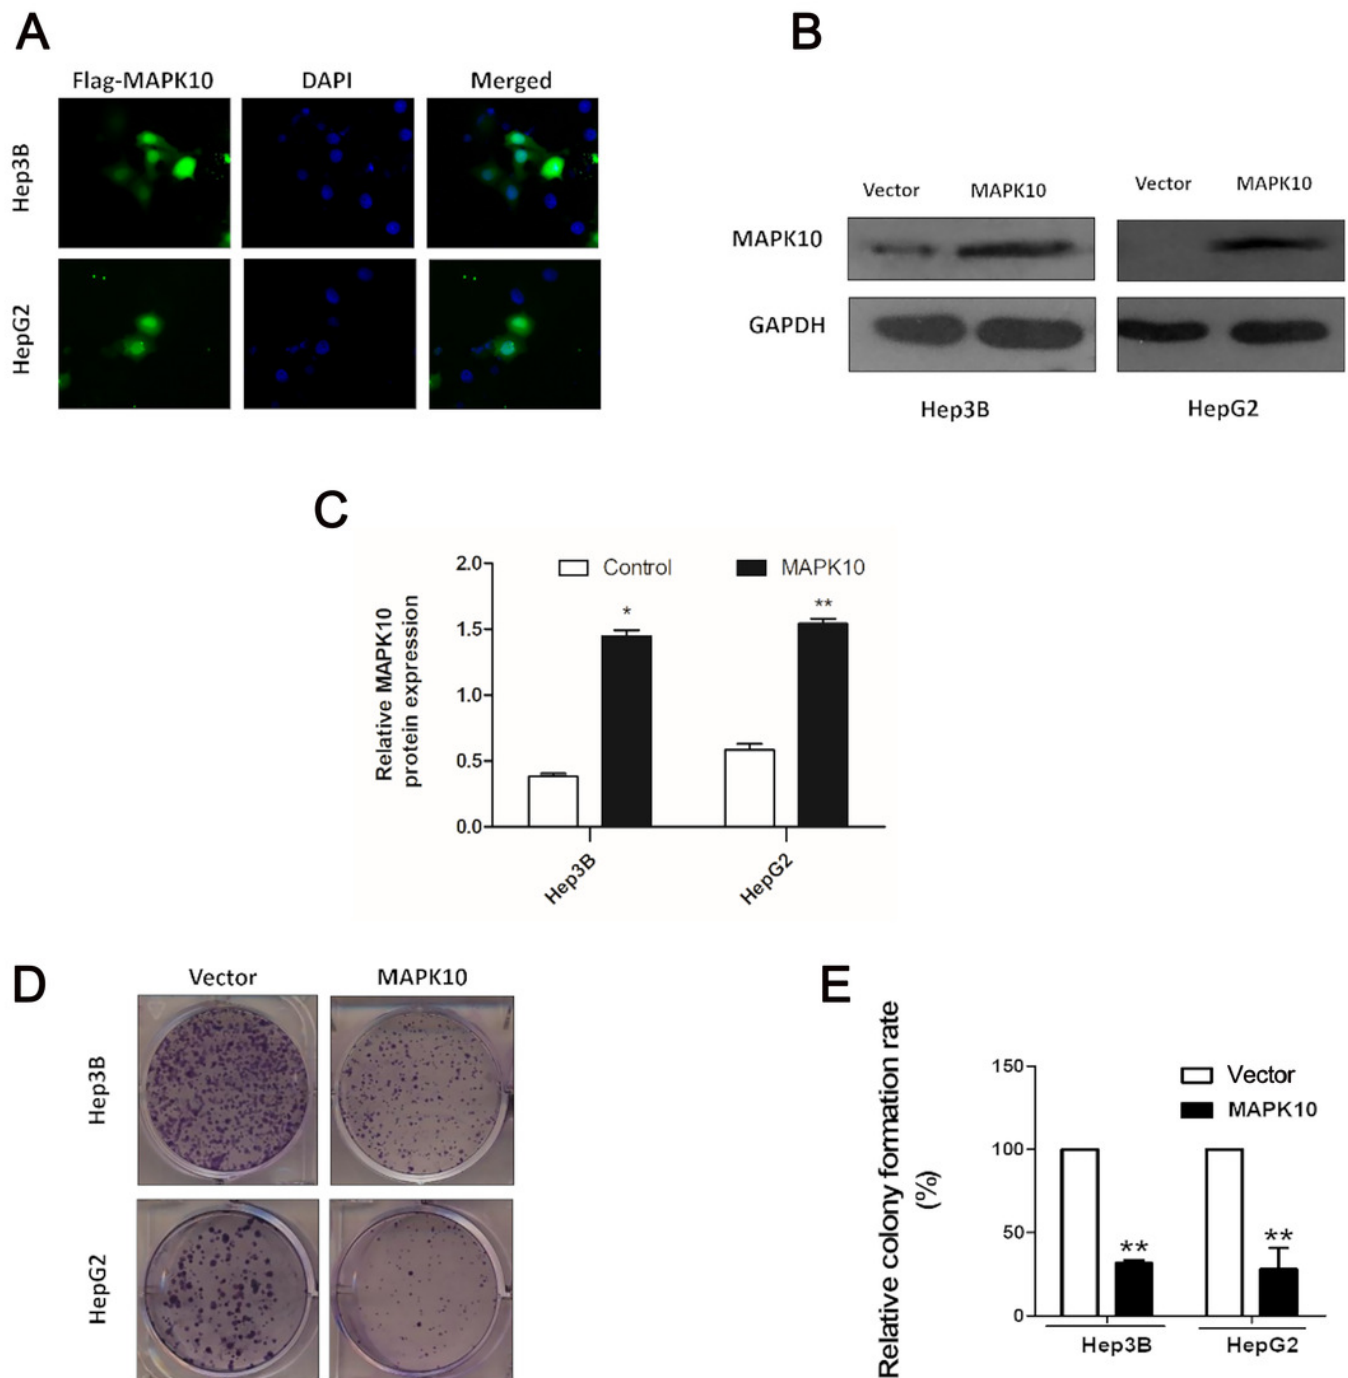 A
Flag-MAPK10 DAPI Merged
Hep3B
HepG2
B
Vector MAPK10 Vector MAPK10
MAPK10
GAPDH
Hep3B HepG2
C
2.0
1.5
1.0
0.5
0.0
Control MAPK10
* **
Relative MAPK10
protein expression
Hep3B HepG2
D
Vector MAPK10
Hep3B
HepG2
E
Relative colony formation rate
(%)
150
100
50
0
Vector
MAPK10
** **
Hep3B HepG2